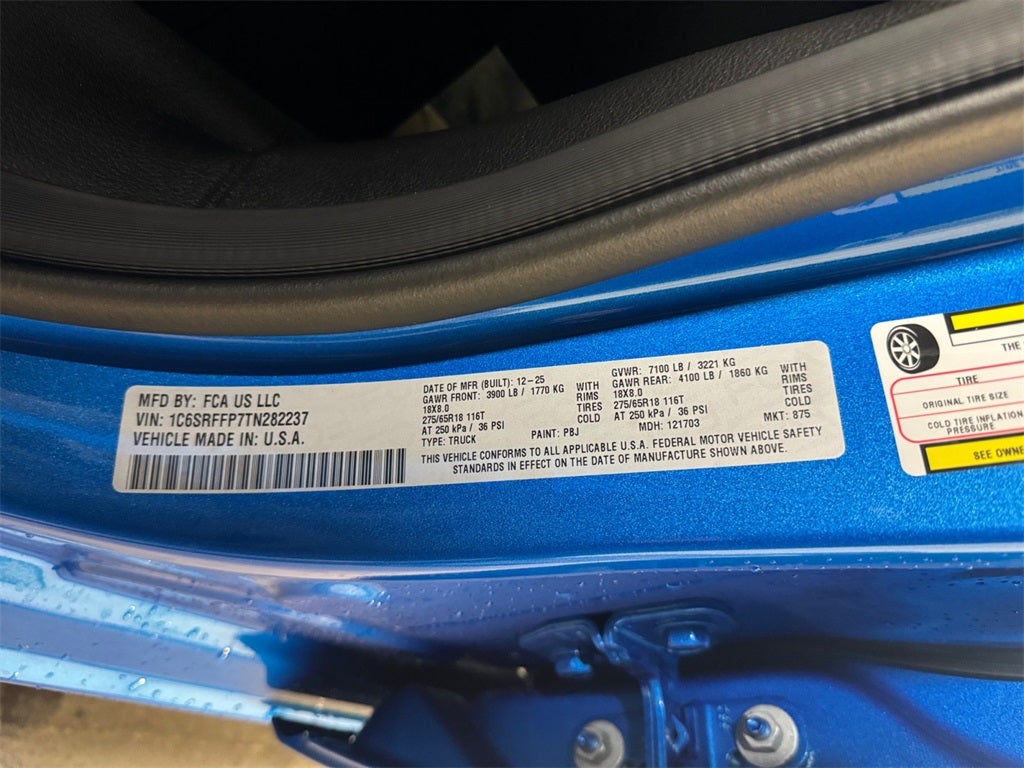 MFD BY: FCA US LLC
VIN: 1C6SRFFP7TN282237
VEHICLE MADE IN: U.S.A.
DATE OF MFR (BUILT): 12-25
GAWR FRONT: 3900 LB / 1770 KG WITH
18X8.0 RIMS
275/65R18 116T TIRES
AT 250 kPa / 36 PSI COLD
TYPE: TRUCK PAINT: PBJ
GVWR: 7100 LB / 3221 KG
GAWR REAR: 4100 LB / 1860 KG WITH
18X8.0 RIMS
275/65R18 116T TIRES
AT 250 kPa / 36 PSI COLD
MDH: 121703 MKT: 875
THIS VEHICLE CONFORMS TO ALL APPLICABLE U.S.A. FEDERAL MOTOR VEHICLE SAFETY
STANDARDS IN EFFECT ON THE DATE OF MANUFACTURE SHOWN ABOVE.
THE
TIRE
ORIGINAL TIRE SIZE
COLD TIRE INFLATION
PRESSURE
SEE OWNE